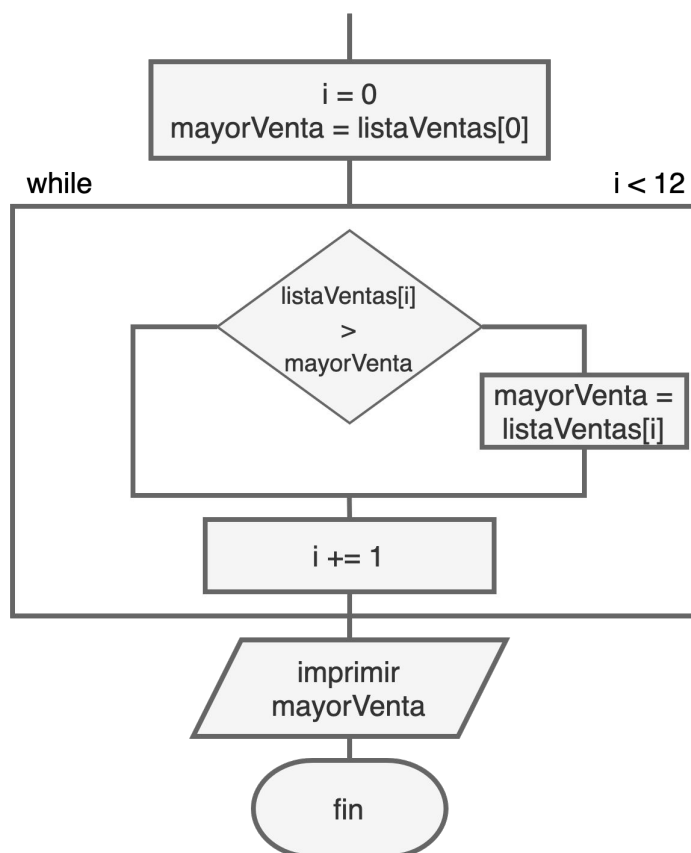 i = 0
mayorVenta = listaVentas[0]
while
i < 12
listaVentas[i]
>
mayorVenta
mayorVenta =
listaVentas[i]
i += 1
imprimir
mayorVenta
fin